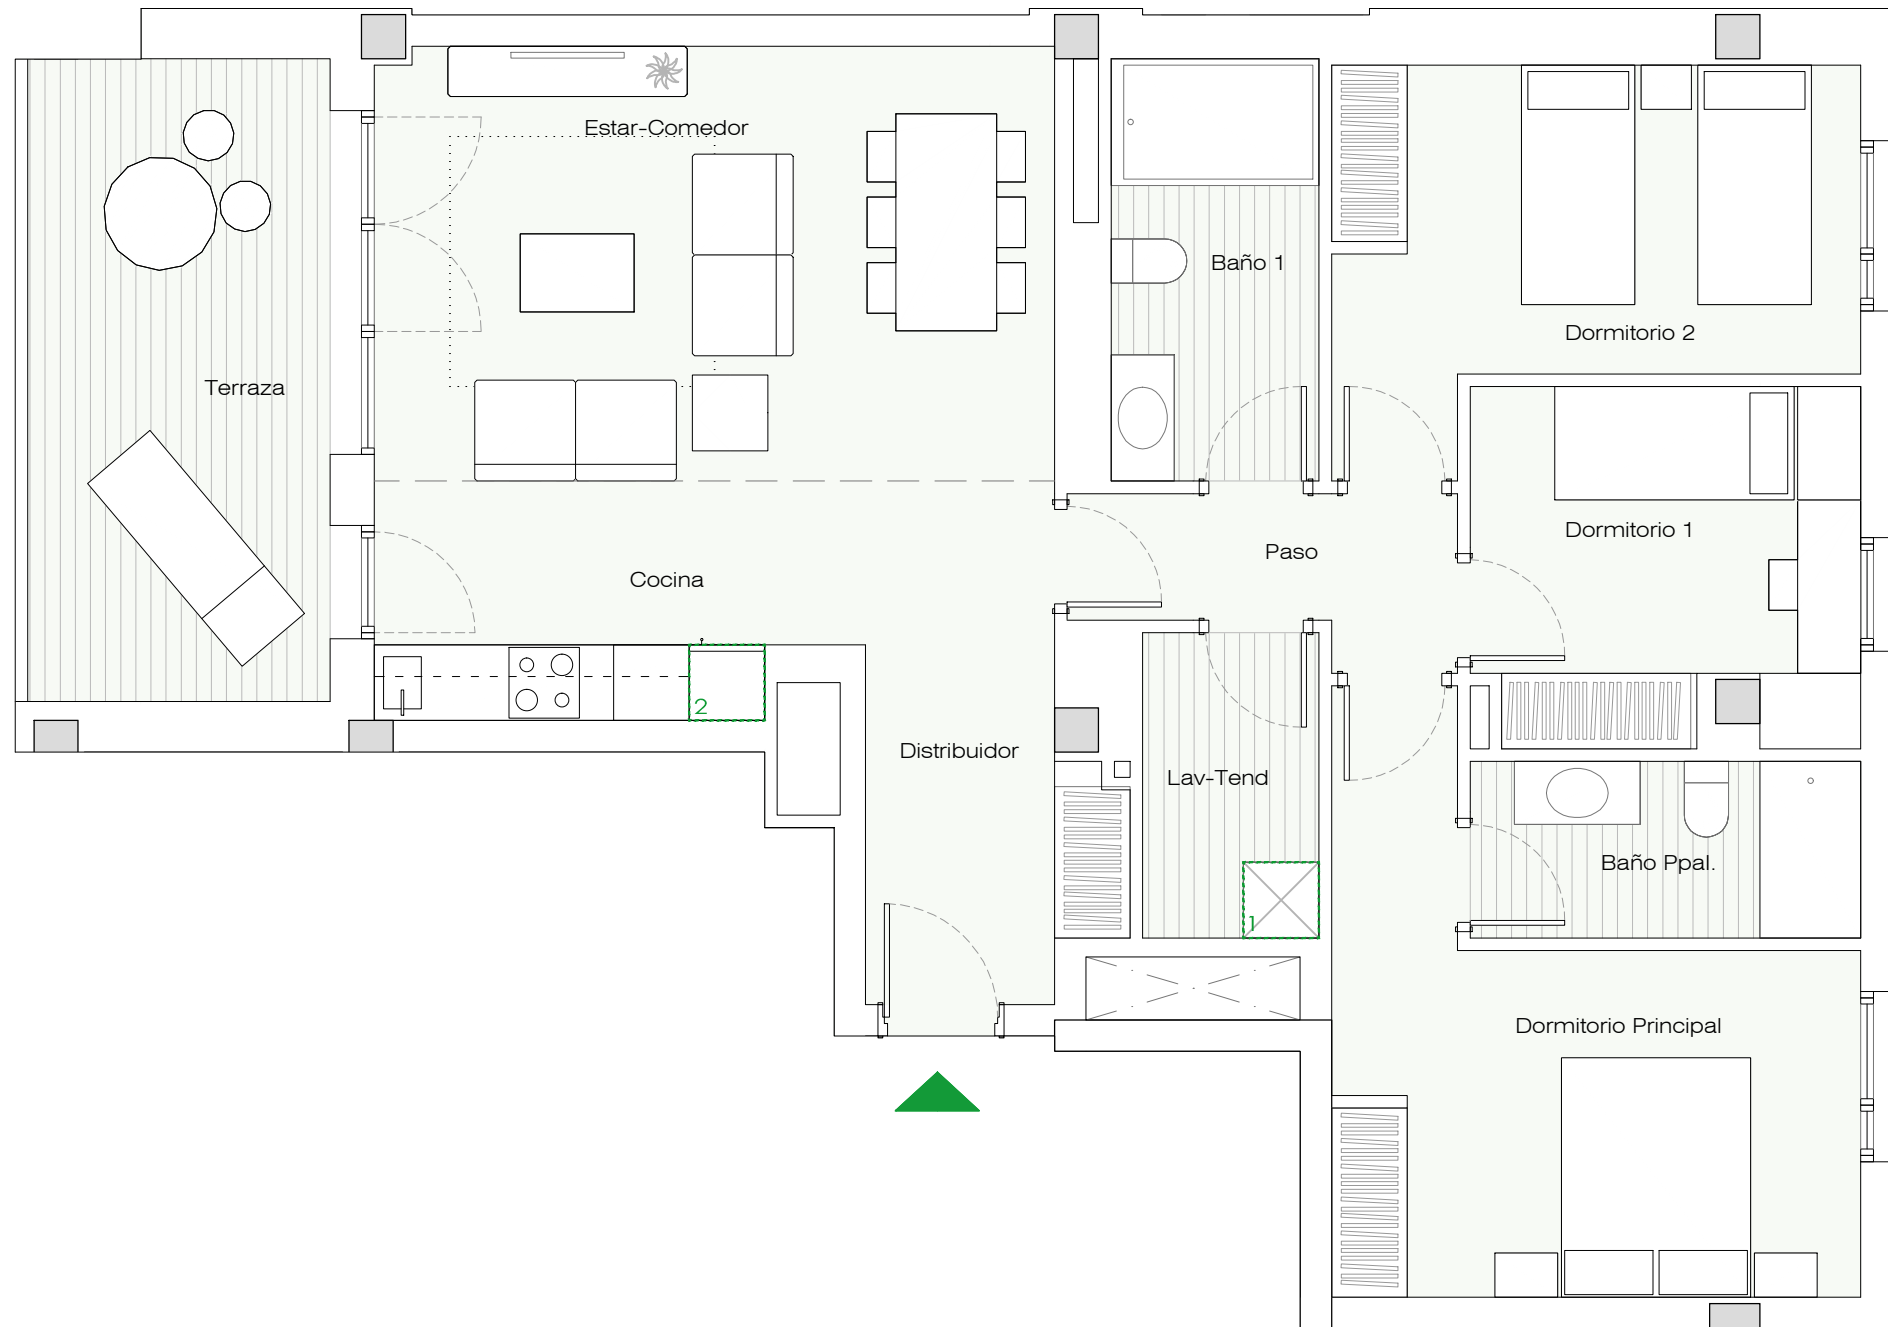 Estar-Comedor
Baño 1
Dormitorio 2
Terraza
Dormitorio 1
Paso
Cocina
2
Distribuidor
Lav-Tend
Baño Ppal.
1
Dormitorio Principal